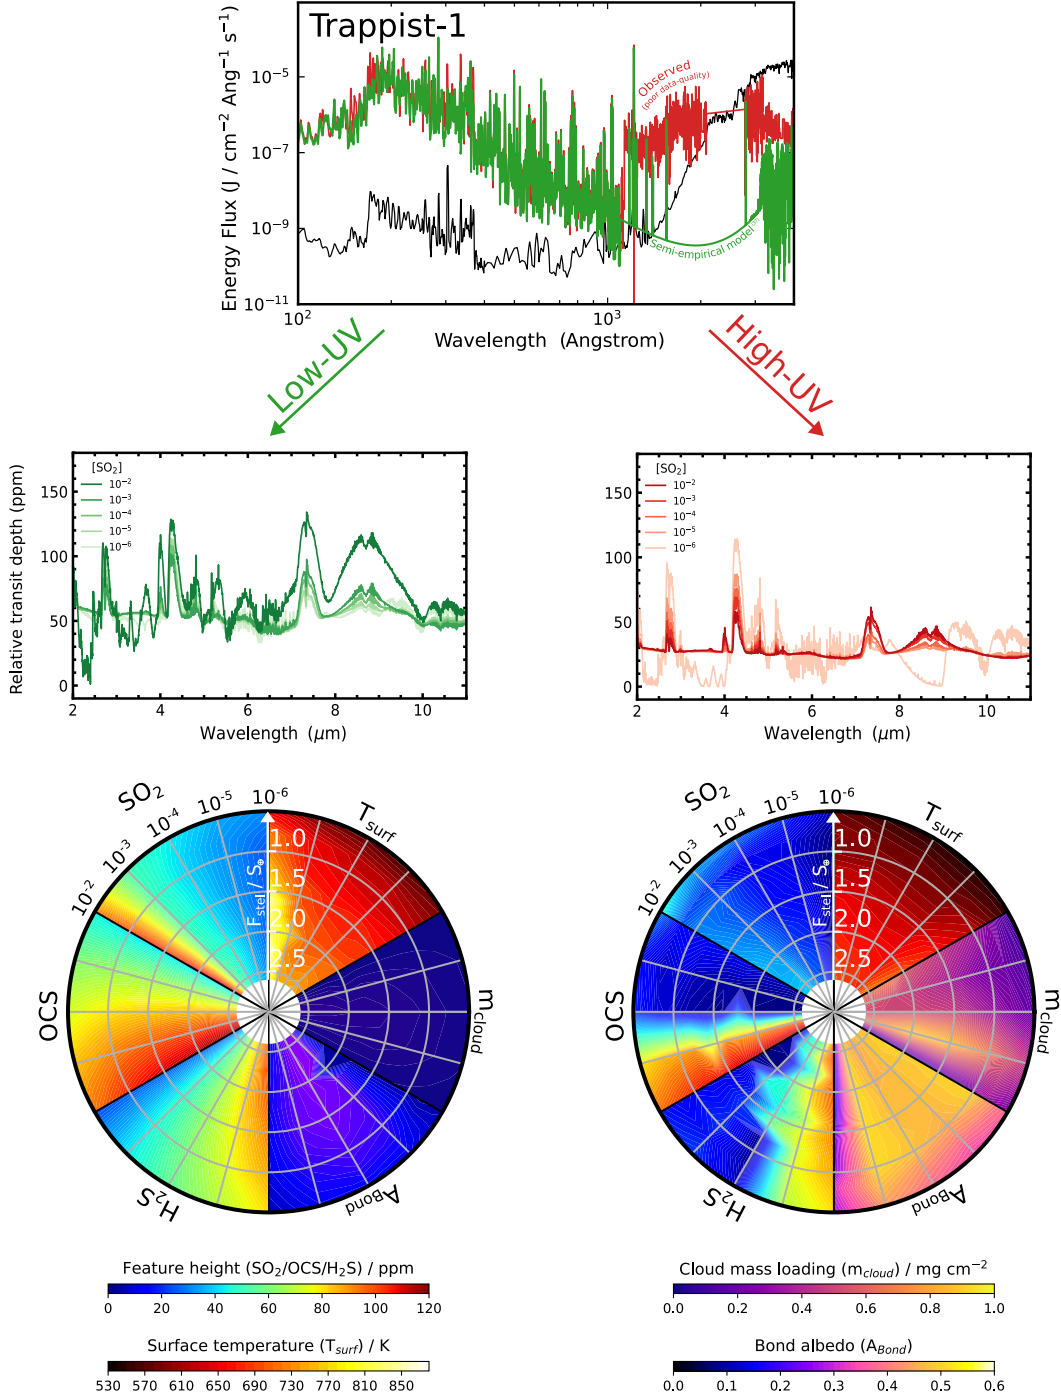 Trappist-1
Energy Flux (J / cm⁻² Ang⁻¹ s⁻¹)
10⁻⁵
10⁻⁷
10⁻⁹
10⁻¹¹
Observed
(poor data-quality)
Semi-empirical model
10² 10³
Wavelength (Angstrom)
Low-UV
High-UV
Relative transit depth (ppm)
150
100
50
0
[SO₂]
10⁻²
10⁻³
10⁻⁴
10⁻⁵
10⁻⁶
2 4 6 8 10
Wavelength (μm)
150
100
50
0
[SO₂]
10⁻²
10⁻³
10⁻⁴
10⁻⁵
10⁻⁶
2 4 6 8 10
Wavelength (μm)
SO₂
10⁻² 10⁻³ 10⁻⁴ 10⁻⁵ 10⁻⁶
T_surf
1.0
1.5
2.0
2.5
F_stel / S_⊕
OCS
m_cloud
H₂S
A_Bond
SO₂
10⁻² 10⁻³ 10⁻⁴ 10⁻⁵ 10⁻⁶
T_surf
1.0
1.5
2.0
2.5
F_stel / S_⊕
OCS
m_cloud
H₂S
A_Bond
Feature height (SO₂/OCS/H₂S) / ppm
0 20 40 60 80 100 120
Surface temperature (T_surf) / K
530 570 610 650 690 730 770 810 850
Cloud mass loading (m_cloud) / mg cm⁻²
0.0 0.2 0.4 0.6 0.8 1.0
Bond albedo (A_Bond)
0.0 0.1 0.2 0.3 0.4 0.5 0.6